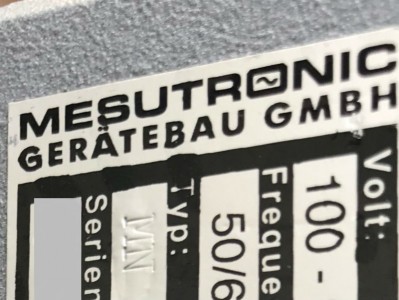 MESUTRONIC
GERÄTEBAU GMBH
Volt:
100 -
Freque
50/6
Typ:
MN
Serien